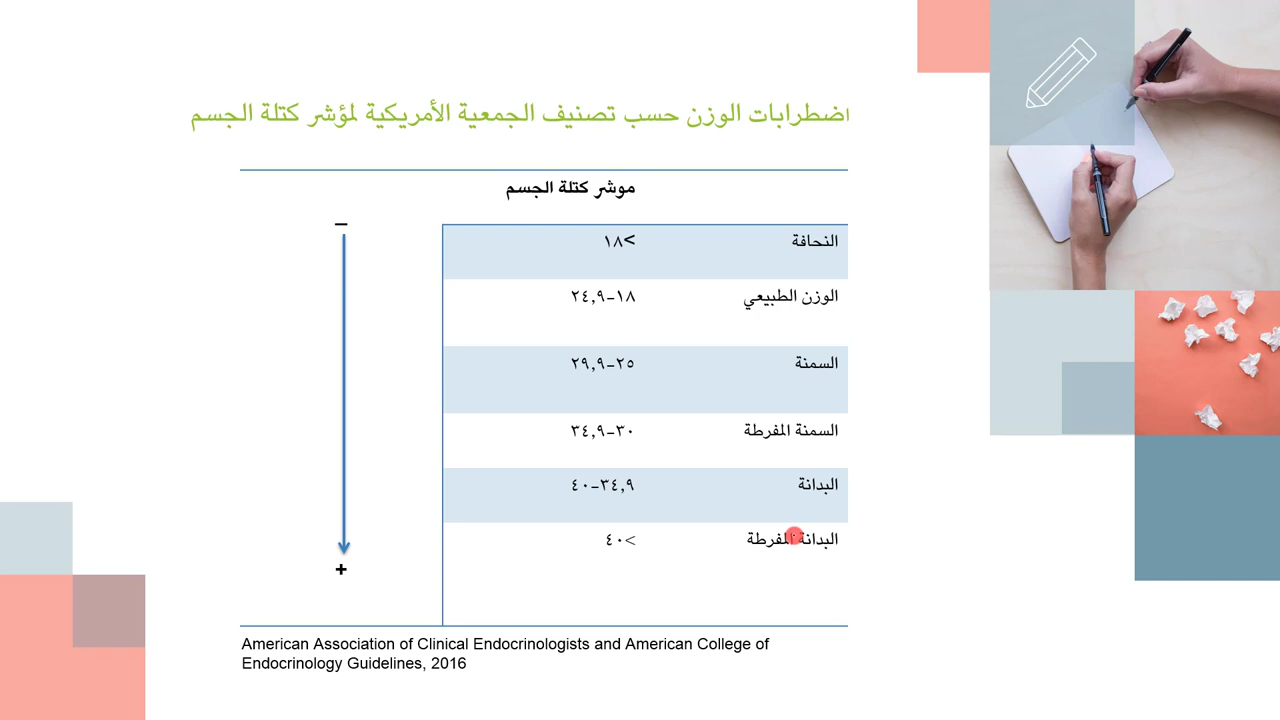 اضطرابات الوزن حسب تصنيف الجمعية الأمريكية لمؤشر كتلة الجسم
موشر كتلة الجسم
–
النحافة ١٨>
الوزن الطبيعي ١٨-٢٤,٩
السمنة ٢٥-٢٩,٩
السمنة المفرطة ٣٠-٣٤,٩
البدانة ٣٤,٩-٤٠
البدانة المفرطة ٤٠<
+
American Association of Clinical Endocrinologists and American College of
Endocrinology Guidelines, 2016